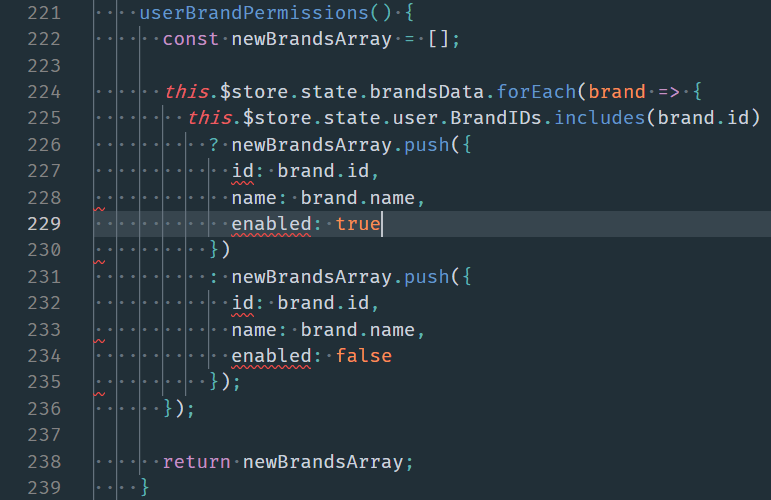 221 userBrandPermissions() {
222 const newBrandsArray = [];
223
224 this.$store.state.brandsData.forEach(brand => {
225 this.$store.state.user.BrandIDs.includes(brand.id)
226 ? newBrandsArray.push({
227 id: brand.id,
228 name: brand.name,
229 enabled: true
230 })
231 : newBrandsArray.push({
232 id: brand.id,
233 name: brand.name,
234 enabled: false
235 });
236 });
237
238 return newBrandsArray;
239 }